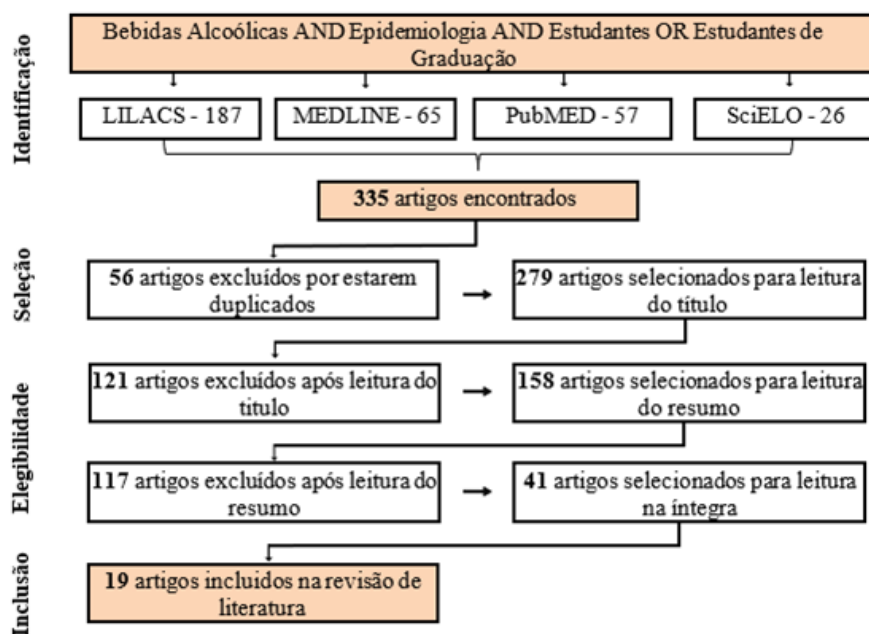 Identificação
Bebidas Alcoólicas AND Epidemiologia AND Estudantes OR Estudantes de
Graduação
LILACS - 187
MEDLINE - 65
PubMED - 57
SciELO - 26
335 artigos encontrados
Seleção
56 artigos excluídos por estarem
duplicados
279 artigos selecionados para leitura
do título
Elegibilidade
121 artigos excluídos após leitura do
titulo
158 artigos selecionados para leitura
do resumo
117 artigos excluídos após leitura do
resumo
41 artigos selecionados para leitura
na íntegra
Inclusão
19 artigos incluidos na revisão de
literatura